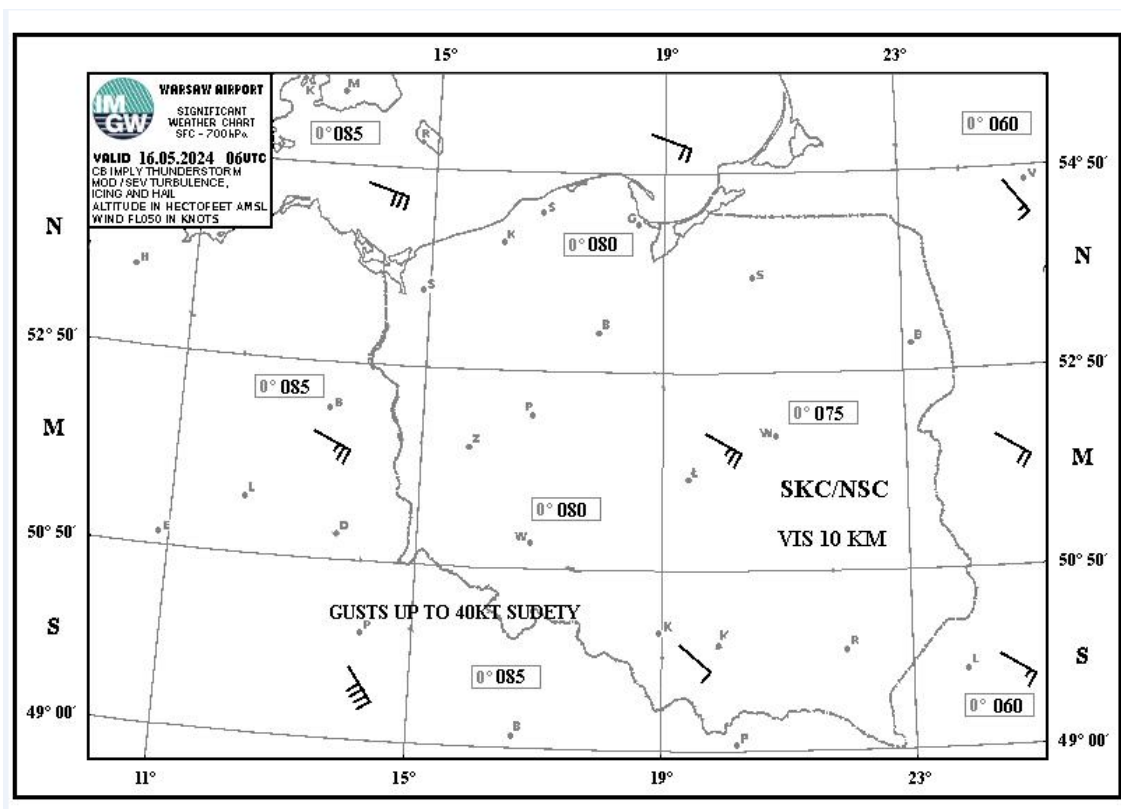 15°
19°
23°
IM
GW
WARSAW AIRPORT
SIGNIFICANT
WEATHER CHART
SFC - 700hPa
VALID 16.05.2024 06UTC
CB IMPLY THUNDERSTORM
MOD / SEV TURBULENCE,
ICING AND HAIL
ALTITUDE IN HECTOFEET AMSL
WIND FL050 IN KNOTS
K
M
R
0° 085
0° 060
54° 50´
V
N
S
K
G
0° 080
N
H
S
S
B
B
52° 50´
52° 50´
0° 085
B
P
0° 075
M
Z
W
M
L
Ł
SKC/NSC
0° 080
E
D
W
VIS 10 KM
50° 50´
50° 50´
GUSTS UP TO 40KT SUDETY
S
P
K
K
R
S
0° 085
L
0° 060
49° 00´
B
P
49° 00´
11°
15°
19°
23°